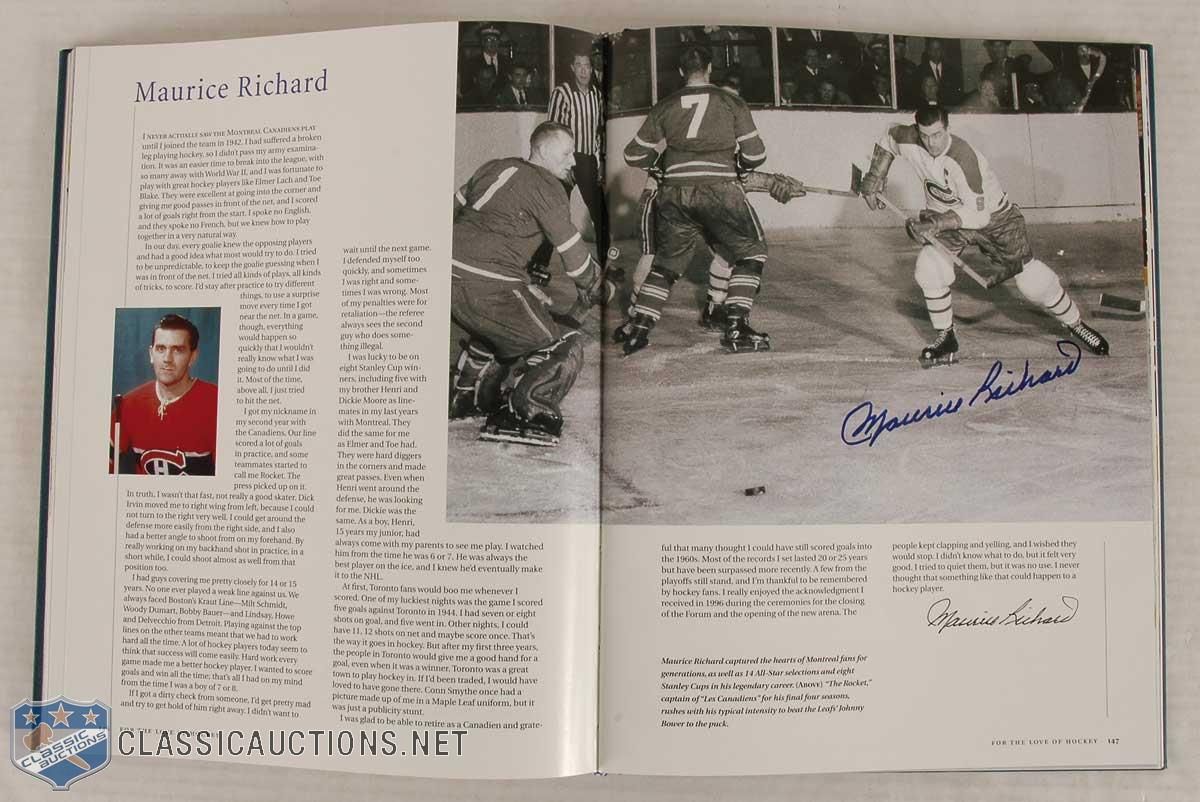 Maurice Richard
I NEVER ACTUALLY SAW THE MONTREAL CANADIENS PLAY
until I joined the team in 1942. I had suffered a broken
leg playing hockey, so I didn't pass my army examina-
tion. It was an easier time to break into the league, with
so many away with World War II, and I was fortunate to
play with great hockey players like Elmer Lach and Toe
Blake. They were excellent at going into the corner and
giving me good passes in front of the net, and I scored
a lot of goals right from the start. I spoke no English,
and they spoke no French, but we knew how to play
together in a very natural way.
In our day, every goalie knew the opposing players
and had a good idea what most would try to do. I tried
to be unpredictable, to keep the goalie guessing when I
was in front of the net. I tried all kinds of plays, all kinds
of tricks, to score. I'd stay after practice to try different
things, to use a surprise
move every time I got
near the net. In a game,
though, everything
would happen so
quickly that I wouldn't
really know what I was
going to do until I did
it. Most of the time,
above all, I just tried
to hit the net.
I got my nickname in
my second year with
the Canadiens. Our line
scored a lot of goals
in practice, and some
teammates started to
call me Rocket. The
press picked up on it.
In truth, I wasn't that fast, not really a good skater. Dick
Irvin moved me to right wing from left, because I could
not turn to the right very well. I could get around the
defense more easily from the right side, and I also
had a better angle to shoot from on my forehand. By
really working on my backhand shot in practice, in a
short while, I could shoot almost as well from that
position too.
I had guys covering me pretty closely for 14 or 15
years. No one ever played a weak line against us. We
always faced Boston's Kraut Line—Milt Schmidt,
Woody Dumart, Bobby Bauer—and Lindsay, Howe
and Delvecchio from Detroit. Playing against the top
lines on the other teams meant that we had to work
hard all the time. A lot of hockey players today seem to
think that success will come easily. Hard work every
game made me a better hockey player. I wanted to score
goals and win all the time; that's all I had on my mind
from the time I was a boy of 7 or 8.
If I got a dirty check from someone, I'd get pretty mad
and try to get hold of him right away. I didn't want to
wait until the next game.
I defended myself too
quickly, and sometimes
I was right and some-
times I was wrong. Most
of my penalties were for
retaliation—the referee
always sees the second
guy who does some-
thing illegal.
I was lucky to be on
eight Stanley Cup win-
ners, including five with
my brother Henri and
Dickie Moore as line-
mates in my last years
with Montreal. They
did the same for me
as Elmer and Toe had.
They were hard diggers
in the corners and made
great passes. Even when
Henri went around the
defense, he was looking
for me. Dickie was the
same. As a boy, Henri,
15 years my junior, had
always come with my parents to see me play. I watched
him from the time he was 6 or 7. He was always the
best player on the ice, and I knew he'd eventually make
it to the NHL.
At first, Toronto fans would boo me whenever I
scored. One of my luckiest nights was the game I scored
five goals against Toronto in 1944. I had seven or eight
shots on goal, and five went in. Other nights, I could
have 11, 12 shots on net and maybe score once. That's
the way it goes in hockey. But after my first three years,
the people in Toronto would give me a good hand for a
goal, even when it was a winner. Toronto was a great
town to play hockey in. If I'd been traded, I would have
loved to have gone there. Conn Smythe once had a
picture made up of me in a Maple Leaf uniform, but it
was just a publicity stunt.
I was glad to be able to retire as a Canadien and grate-
FOR THE LOVE OF HOCKEY
1
7
9
C
Maurice Richard
ful that many thought I could have still scored goals into
the 1960s. Most of the records I set lasted 20 or 25 years
but have been surpassed more recently. A few from the
playoffs still stand, and I'm thankful to be remembered
by hockey fans. I really enjoyed the acknowledgment I
received in 1996 during the ceremonies for the closing
of the Forum and the opening of the new arena. The
people kept clapping and yelling, and I wished they
would stop. I didn't know what to do, but it felt very
good. I tried to quiet them, but it was no use. I never
thought that something like that could happen to a
hockey player.
Maurice Richard
Maurice Richard captured the hearts of Montreal fans for
generations, as well as 14 All-Star selections and eight
Stanley Cups in his legendary career. (ABOVE) "The Rocket,"
captain of "Les Canadiens" for his final four seasons,
rushes with his typical intensity to beat the Leafs' Johnny
Bower to the puck.
FOR THE LOVE OF HOCKEY 147
CLASSIC
AUCTIONS
CLASSICAUCTIONS.NET